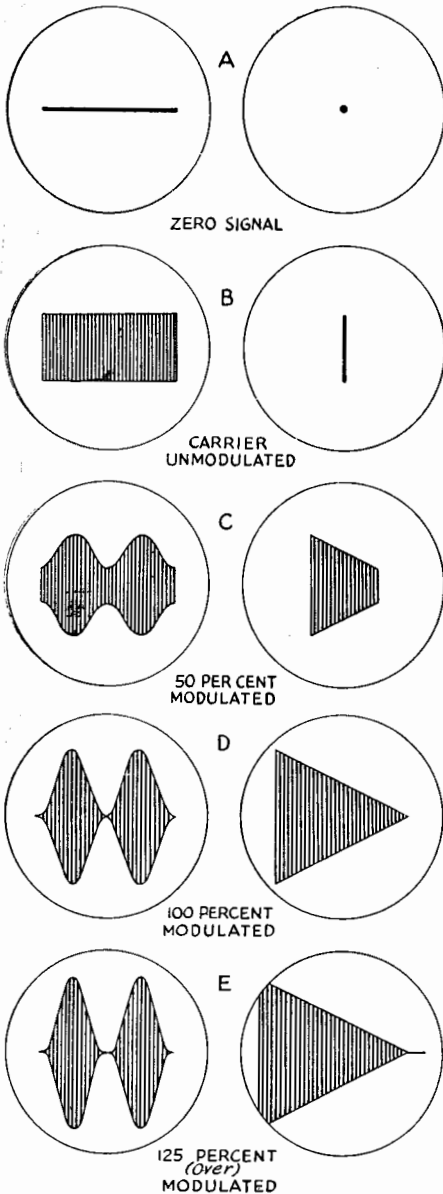 A
ZERO SIGNAL
B
CARRIER
UNMODULATED
C
50 PER CENT
MODULATED
D
100 PERCENT
MODULATED
E
125 PERCENT
(Over)
MODULATED